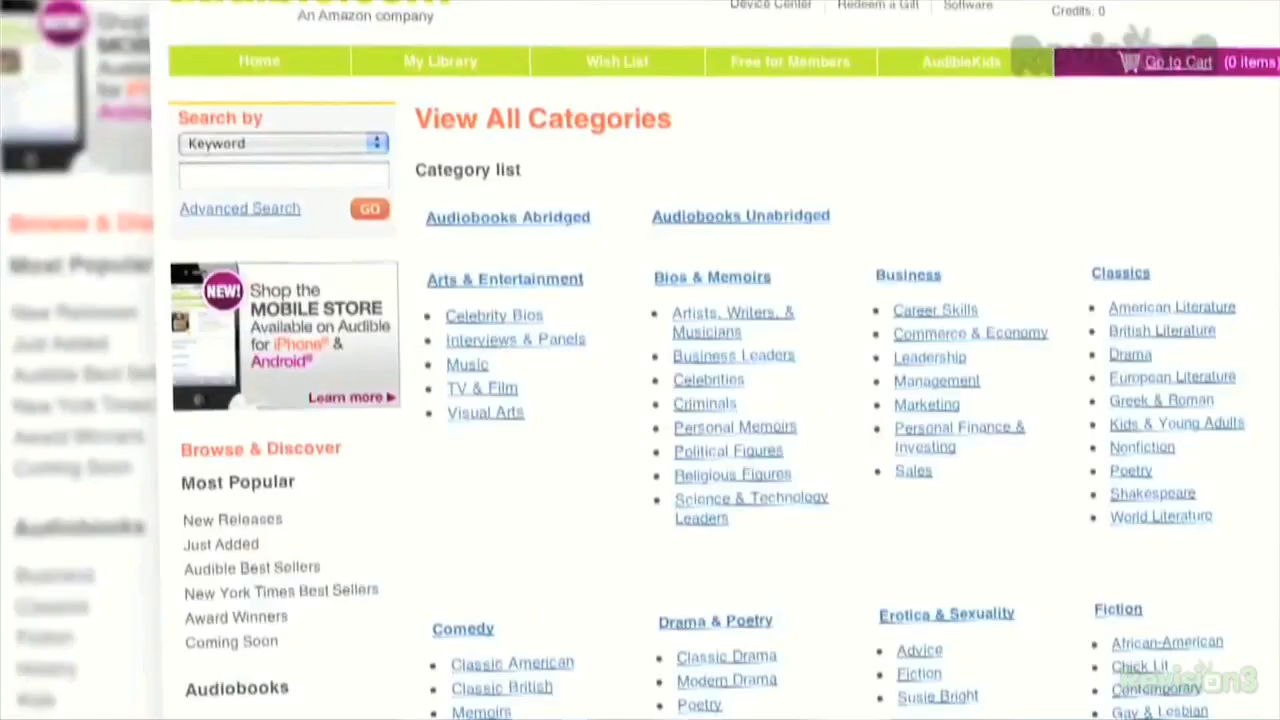 An Amazon company
Device Center
Redeem a Gift
Software
Credits: 0
Home
My Library
Wish List
Free for Members
AudibleKids
Go to Cart (0 items)
Search by
Keyword
Advanced Search
GO
NEW!
Shop the
MOBILE STORE
Available on Audible
for iPhone® &
Android®
Learn more
Browse & Discover
Most Popular
New Releases
Just Added
Audible Best Sellers
New York Times Best Sellers
Award Winners
Coming Soon
Audiobooks
View All Categories
Category list
Audiobooks Abridged
Audiobooks Unabridged
Arts & Entertainment
Celebrity Bios
Interviews & Panels
Music
TV & Film
Visual Arts
Bios & Memoirs
Artists, Writers, &
Musicians
Business Leaders
Celebrities
Criminals
Personal Memoirs
Political Figures
Religious Figures
Science & Technology
Leaders
Business
Career Skills
Commerce & Economy
Leadership
Management
Marketing
Personal Finance &
Investing
Sales
Classics
American Literature
British Literature
Drama
European Literature
Greek & Roman
Kids & Young Adults
Nonfiction
Poetry
Shakespeare
World Literature
Comedy
Classic American
Classic British
Memoirs
Drama & Poetry
Classic Drama
Modern Drama
Poetry
Erotica & Sexuality
Advice
Fiction
Susie Bright
Fiction
African-American
Chick Lit
Contemporary
Gay & Lesbian
Revision3